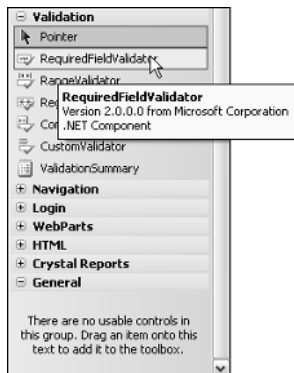 Validation
Pointer
RequiredFieldValidator
RangeValidator
Re
RequiredFieldValidator
Version 2.0.0.0 from Microsoft Corporation
.NET Component
Co
CustomValidator
ValidationSummary
Navigation
Login
WebParts
HTML
Crystal Reports
General
There are no usable controls in
this group. Drag an item onto this
text to add it to the toolbox.